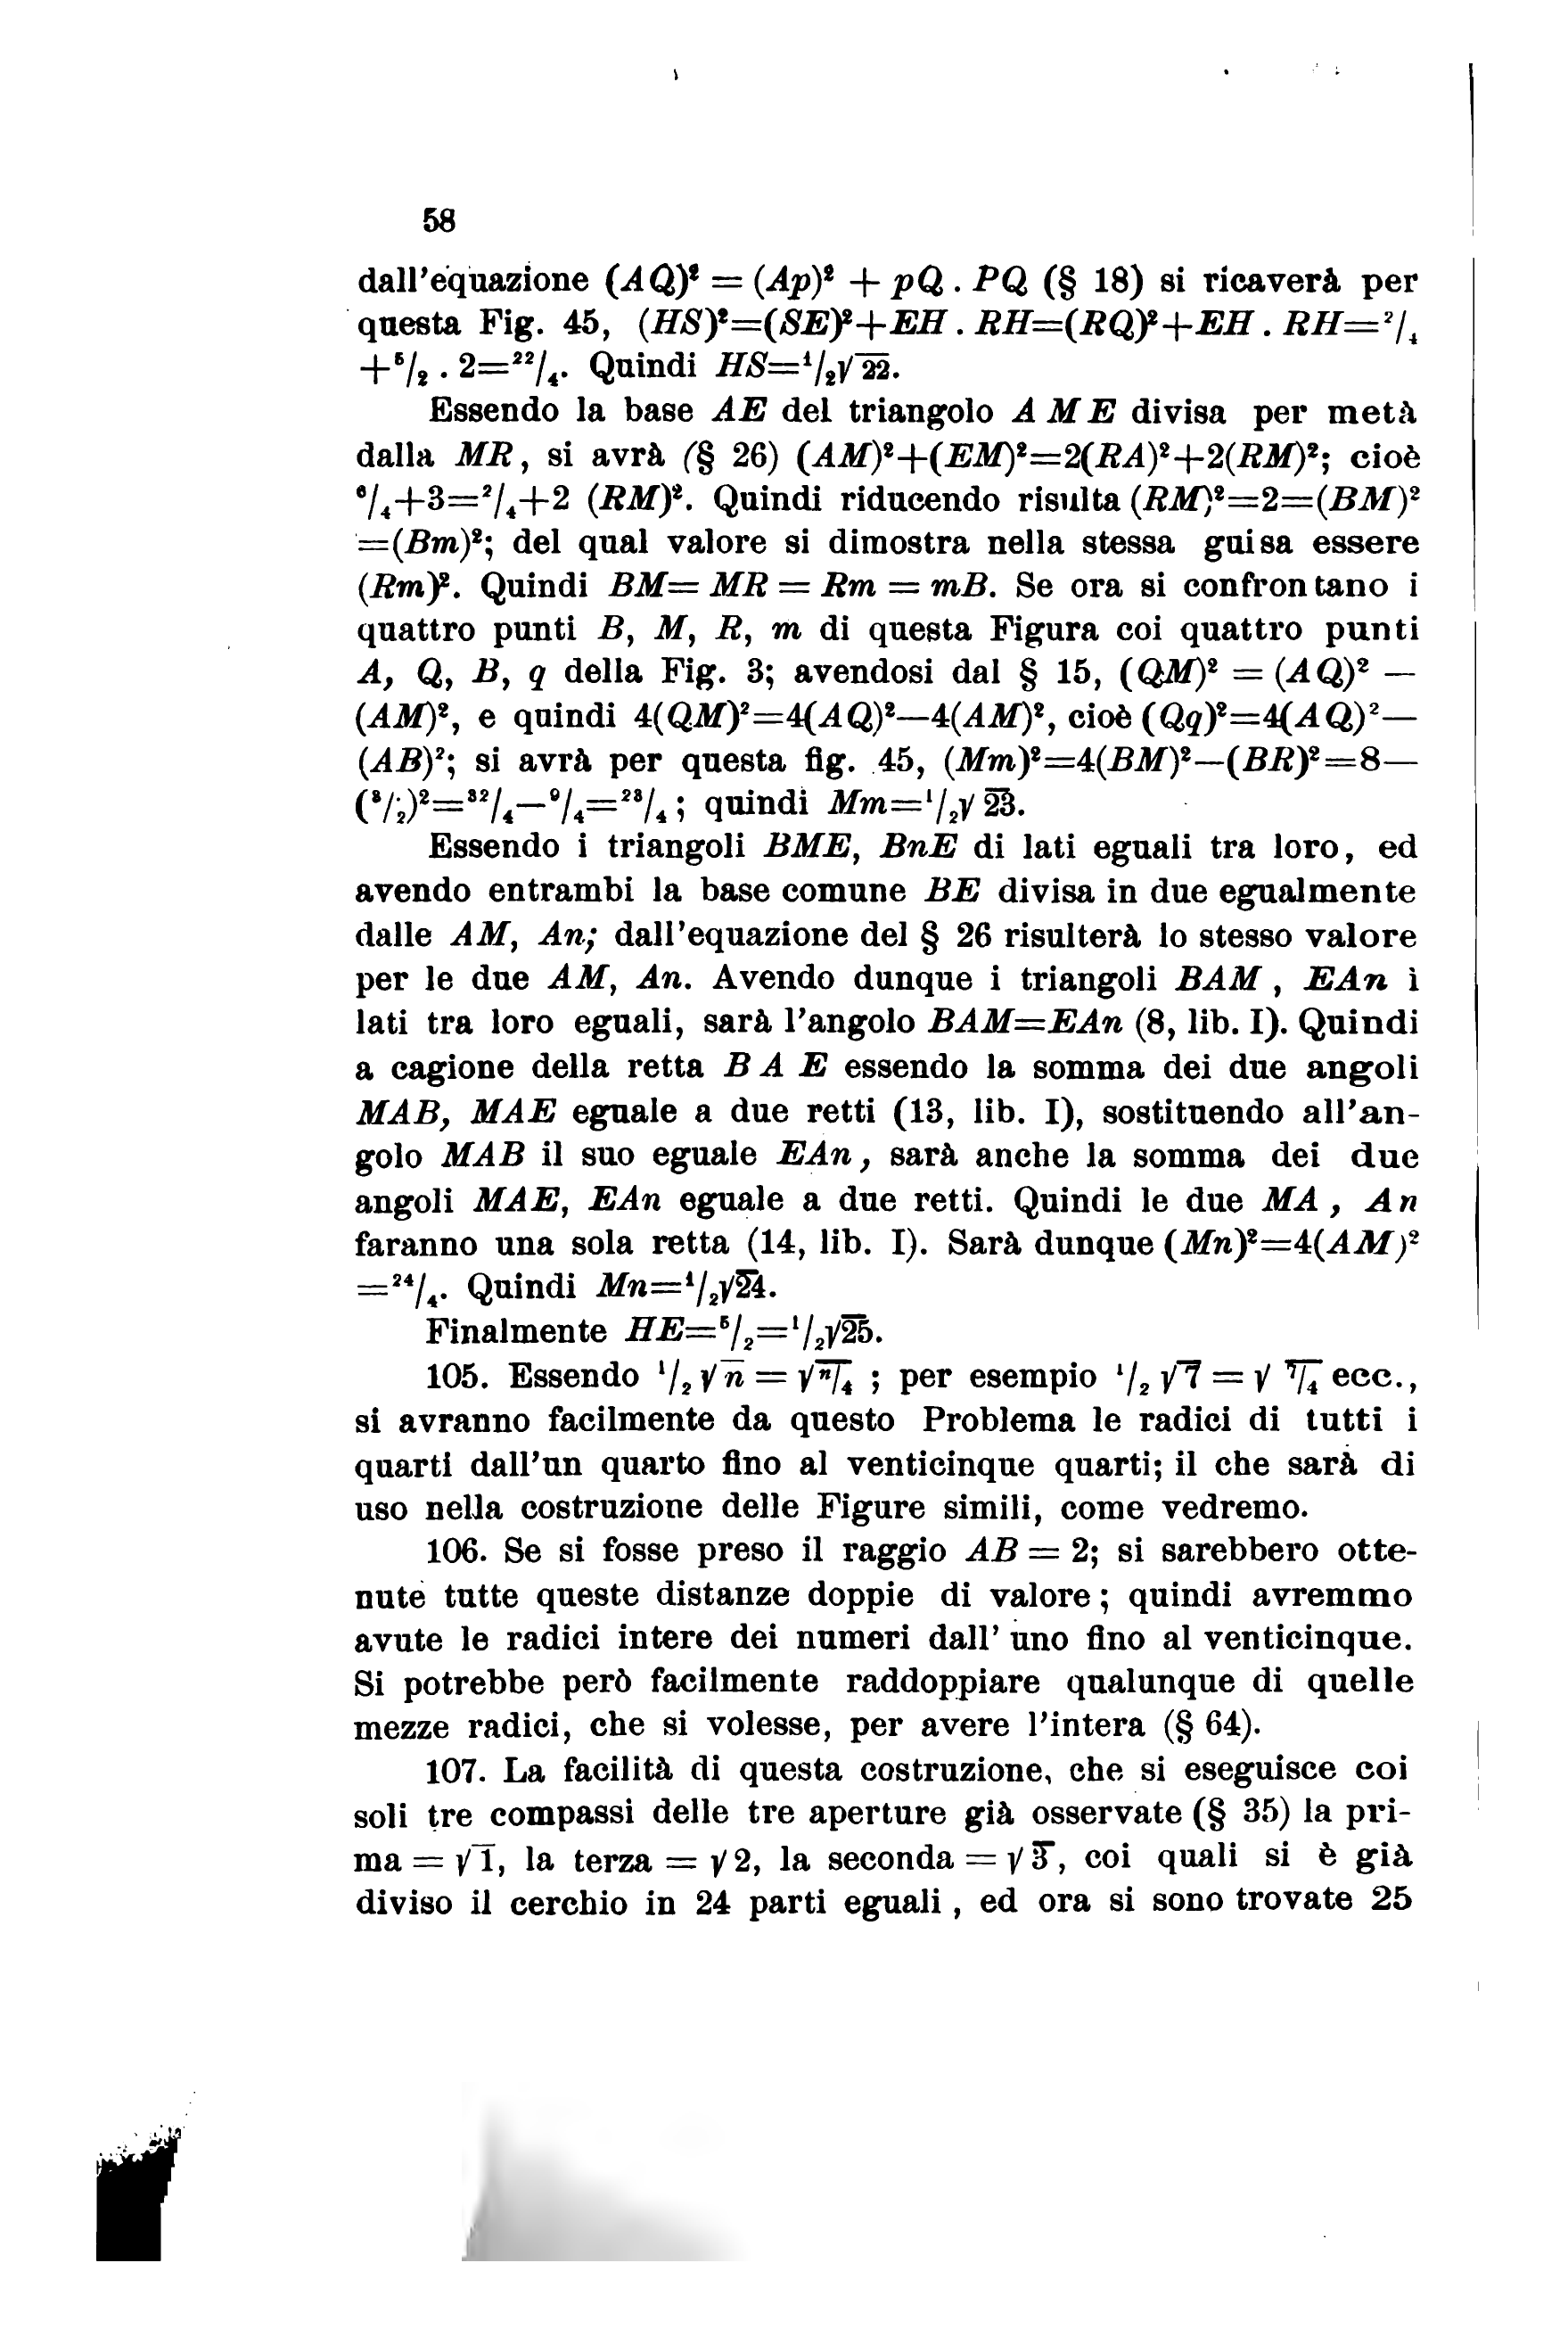 58
dall'equazione (AQ)² = (Ap)² + pQ . PQ (§ 18) si ricaverà per
questa Fig. 45, (HS)²=(SE)²+EH . RH=(RQ)²+EH . RH=²/₄
+⁵/₂ . 2=²²/₄. Quindi HS=¹/₂√22.
Essendo la base AE del triangolo A M E divisa per metà
dalla MR, si avrà (§ 26) (AM)²+(EM)²=2(RA)²+2(RM)²; cioè
⁶/₄+3=²/₄+2 (RM)². Quindi riducendo risulta (RM)²=2=(BM)²
=(Bm)²; del qual valore si dimostra nella stessa guisa essere
(Rm)². Quindi BM= MR = Rm = mB. Se ora si confrontano i
quattro punti B, M, R, m di questa Figura coi quattro punti
A, Q, B, q della Fig. 3; avendosi dal § 15, (QM)² = (AQ)² —
(AM)², e quindi 4(QM)²=4(AQ)²—4(AM)², cioè (Qq)²=4(AQ)²—
(AB)²; si avrà per questa fig. 45, (Mm)²=4(BM)²—(BR)²=8—
(³/₂)²=³²/₄—⁹/₄=²³/₄; quindi Mm=¹/₂√23.
Essendo i triangoli BME, BnE di lati eguali tra loro, ed
avendo entrambi la base comune BE divisa in due egualmente
dalle AM, An; dall'equazione del § 26 risulterà lo stesso valore
per le due AM, An. Avendo dunque i triangoli BAM , EAn i
lati tra loro eguali, sarà l'angolo BAM=EAn (8, lib. I). Quindi
a cagione della retta B A E essendo la somma dei due angoli
MAB, MAE eguale a due retti (13, lib. I), sostituendo all'an-
golo MAB il suo eguale EAn, sarà anche la somma dei due
angoli MAE, EAn eguale a due retti. Quindi le due MA , An
faranno una sola retta (14, lib. I). Sarà dunque (Mn)²=4(AM)²
=²⁴/₄. Quindi Mn=¹/₂√24.
Finalmente HE=⁵/₂=¹/₂√25.
105. Essendo ¹/₂ √n = √ⁿ/₄ ; per esempio ¹/₂ √7 = √ ⁷/₄ ecc.,
si avranno facilmente da questo Problema le radici di tutti i
quarti dall'un quarto fino al venticinque quarti; il che sarà di
uso nella costruzione delle Figure simili, come vedremo.
106. Se si fosse preso il raggio AB = 2; si sarebbero otte-
nute tutte queste distanze doppie di valore; quindi avremmo
avute le radici intere dei numeri dall' uno fino al venticinque.
Si potrebbe però facilmente raddoppiare qualunque di quelle
mezze radici, che si volesse, per avere l'intera (§ 64).
107. La facilità di questa costruzione, che si eseguisce coi
soli tre compassi delle tre aperture già osservate (§ 35) la pri-
ma = √1, la terza = √2, la seconda = √3, coi quali si è già
diviso il cerchio in 24 parti eguali, ed ora si sono trovate 25